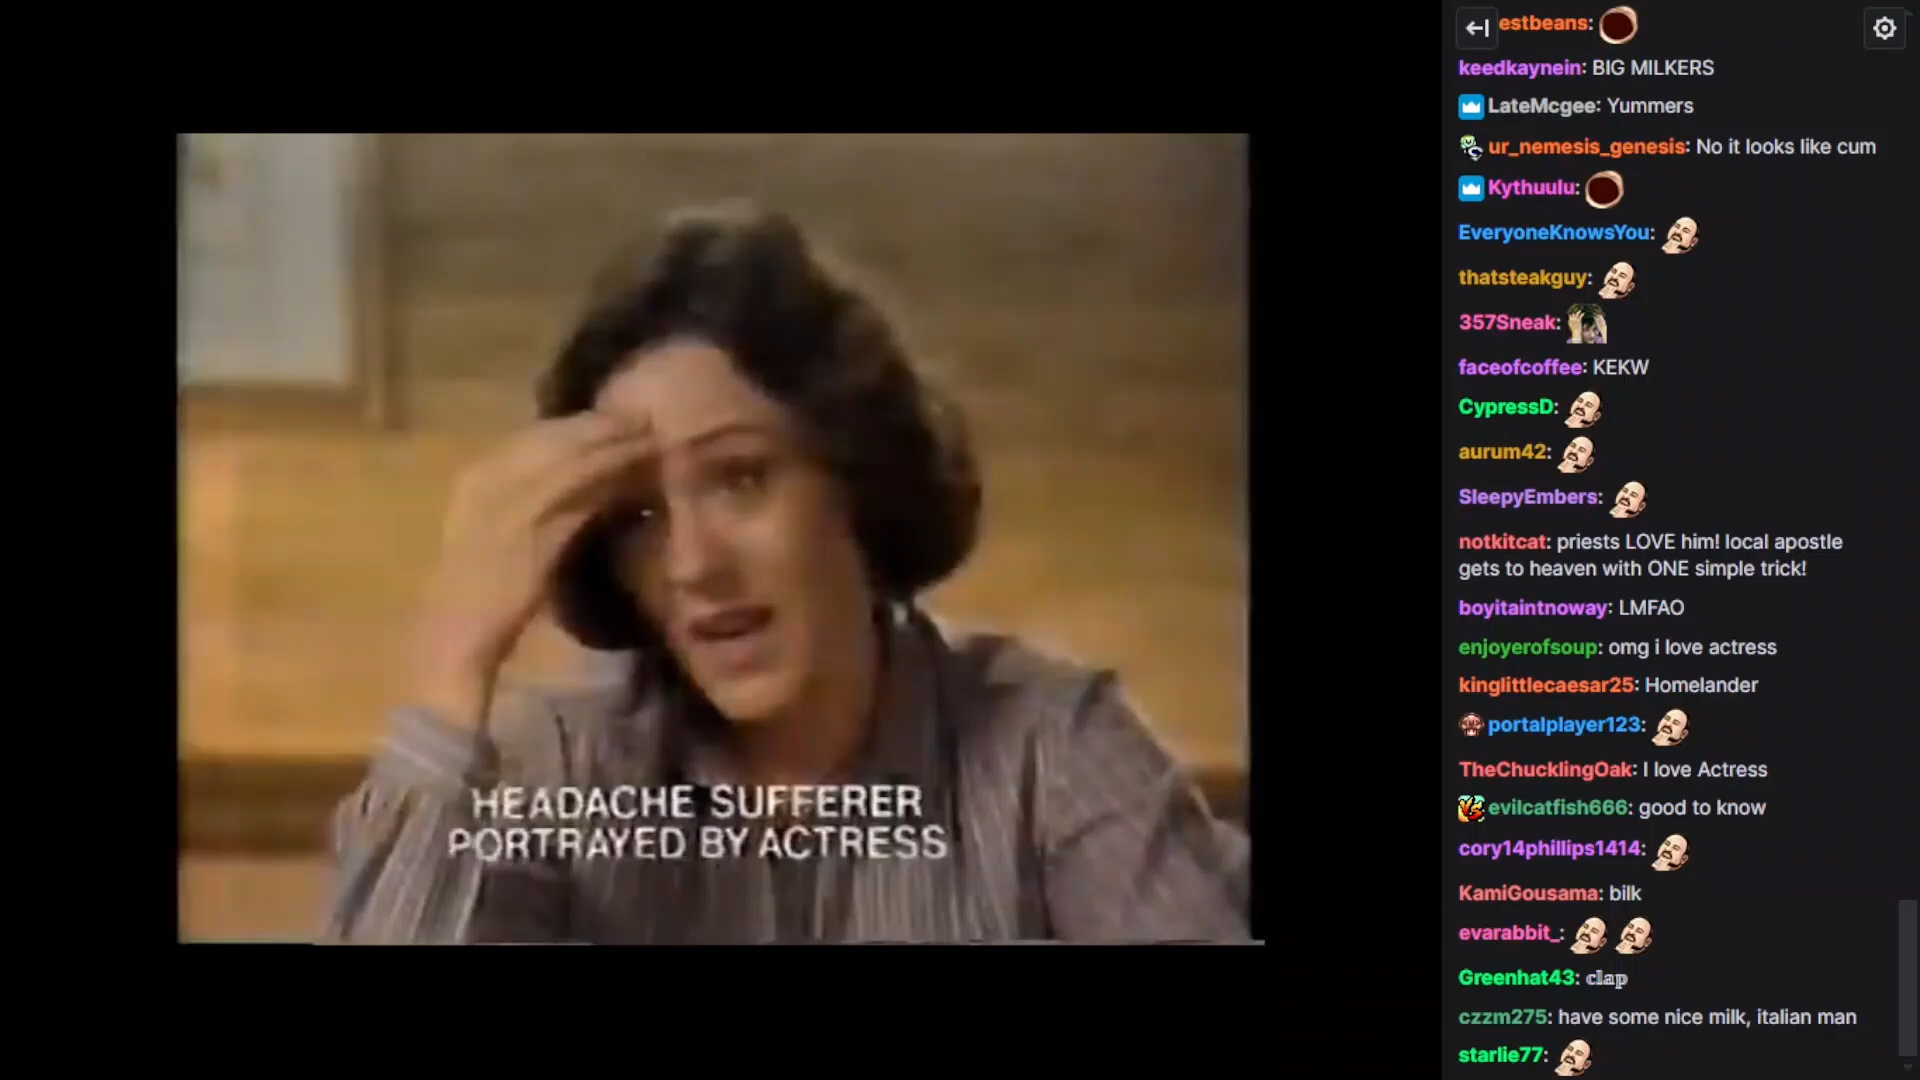 HEADACHE SUFFERER
PORTRAYED BY ACTRESS
estbeans:
keedkaynein: BIG MILKERS
LateMcgee: Yummers
ur_nemesis_genesis: No it looks like cum
Kythuulu:
EveryoneKnowsYou:
thatsteakguy:
357Sneak:
faceofcoffee: KEKW
CypressD:
aurum42:
SleepyEmbers:
notkitcat: priests LOVE him! local apostle
gets to heaven with ONE simple trick!
boyitaintnoway: LMFAO
enjoyerofsoup: omg i love actress
kinglittlecaesar25: Homelander
portalplayer123:
TheChucklingOak: I love Actress
evilcatfish666: good to know
cory14phillips1414:
KamiGousama: bilk
evarabbit_:
Greenhat43: 𝕔𝕝𝕒𝕡
czzm275: have some nice milk, italian man
starlie77: